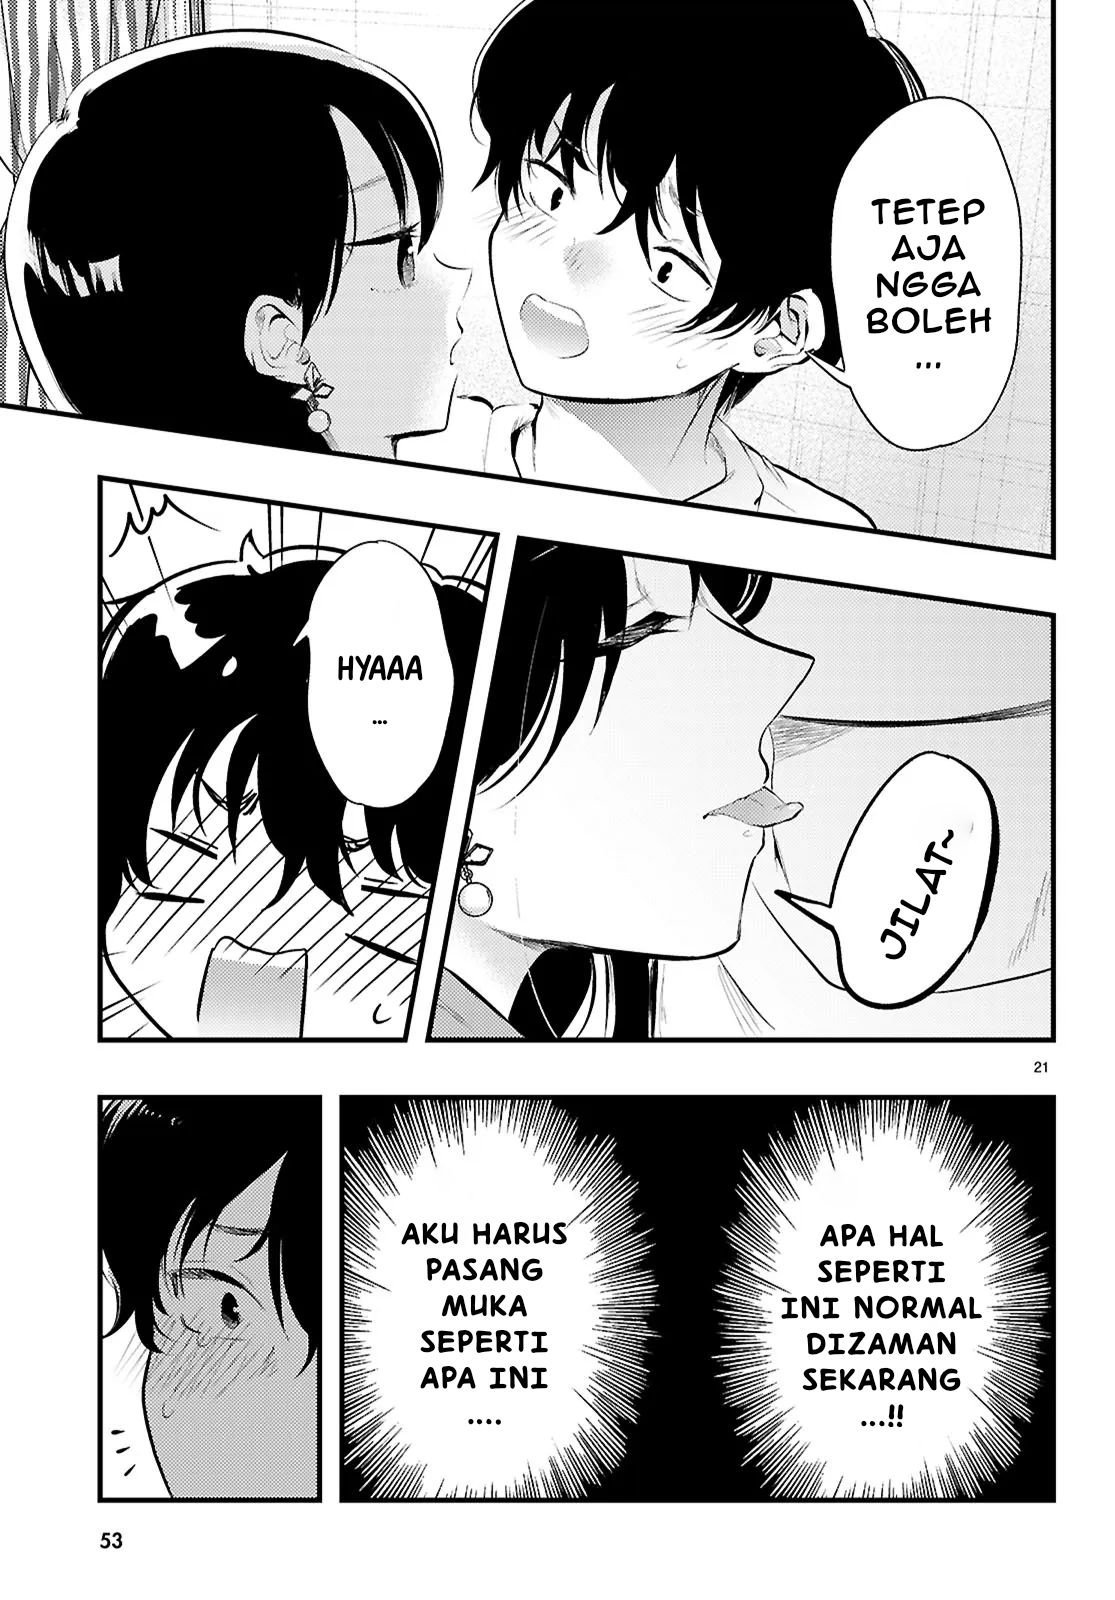 TETEP
AJA
NGGA
BOLEH
...
JILAT~
HYAAA
...
21
APA HAL
SEPERTI
INI NORMAL
DIZAMAN
SEKARANG
...!!
AKU HARUS
PASANG
MUKA
SEPERTI
APA INI
....
53